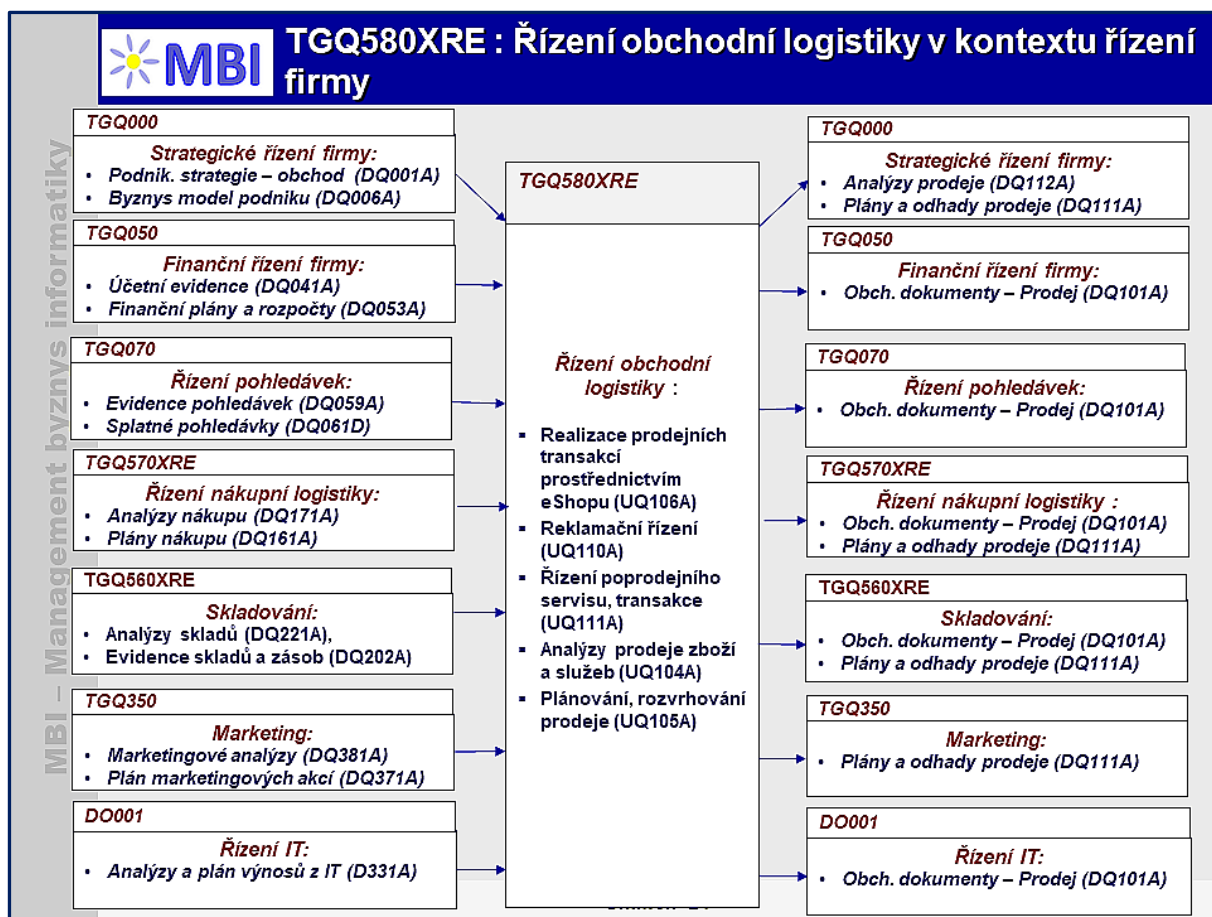 MBI
TGQ580XRE : Řízení obchodní logistiky v kontextu řízení
firmy
MBI – Management byznys informatiky
TGQ000
Strategické řízení firmy:
• Podnik. strategie – obchod (DQ001A)
• Byznys model podniku (DQ006A)
TGQ050
Finanční řízení firmy:
• Účetní evidence (DQ041A)
• Finanční plány a rozpočty (DQ053A)
TGQ070
Řízení pohledávek:
• Evidence pohledávek (DQ059A)
• Splatné pohledávky (DQ061D)
TGQ570XRE
Řízení nákupní logistiky:
• Analýzy nákupu (DQ171A)
• Plány nákupu (DQ161A)
TGQ560XRE
Skladování:
• Analýzy skladů (DQ221A),
• Evidence skladů a zásob (DQ202A)
TGQ350
Marketing:
• Marketingové analýzy (DQ381A)
• Plán marketingových akcí (DQ371A)
DO001
Řízení IT:
• Analýzy a plán výnosů z IT (D331A)
TGQ580XRE
Řízení obchodní
logistiky :
▪ Realizace prodejních
transakcí
prostřednictvím
eShopu (UQ106A)
▪ Reklamační řízení
(UQ110A)
▪ Řízení poprodejního
servisu, transakce
(UQ111A)
▪ Analýzy prodeje zboží
a služeb (UQ104A)
▪ Plánování, rozvrhování
prodeje (UQ105A)
TGQ000
Strategické řízení firmy:
• Analýzy prodeje (DQ112A)
• Plány a odhady prodeje (DQ111A)
TGQ050
Finanční řízení firmy:
• Obch. dokumenty – Prodej (DQ101A)
TGQ070
Řízení pohledávek:
• Obch. dokumenty – Prodej (DQ101A)
TGQ570XRE
Řízení nákupní logistiky :
• Obch. dokumenty – Prodej (DQ101A)
• Plány a odhady prodeje (DQ111A)
TGQ560XRE
Skladování:
• Obch. dokumenty – Prodej (DQ101A)
• Plány a odhady prodeje (DQ111A)
TGQ350
Marketing:
• Plány a odhady prodeje (DQ111A)
DO001
Řízení IT:
• Obch. dokumenty – Prodej (DQ101A)